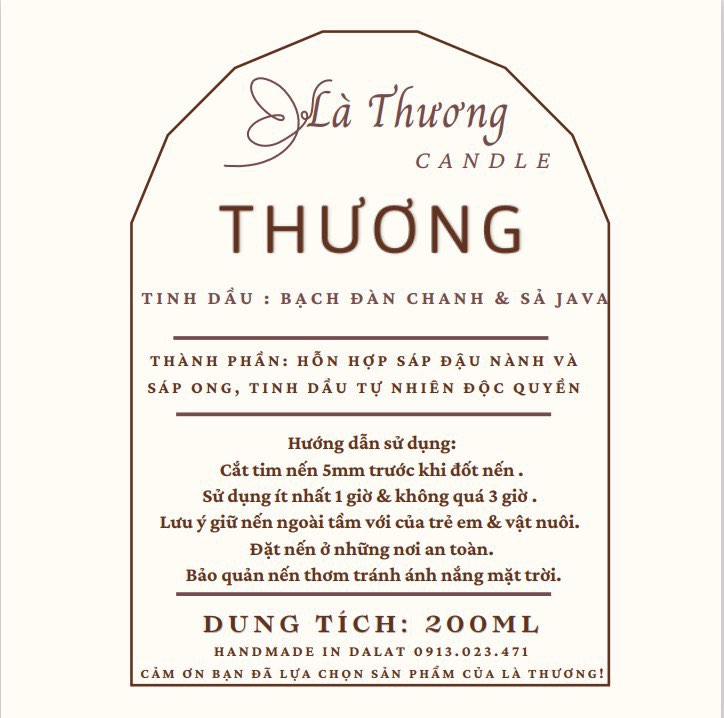 Là Thương
CANDLE
THƯƠNG
TINH DẦU : BẠCH ĐÀN CHANH & SẢ JAVA
THÀNH PHẦN: HỖN HỢP SÁP ĐẬU NÀNH VÀ
SÁP ONG, TINH DẦU TỰ NHIÊN ĐỘC QUYỀN
Hướng dẫn sử dụng:
Cắt tim nến 5mm trước khi đốt nến .
Sử dụng ít nhất 1 giờ & không quá 3 giờ .
Lưu ý giữ nến ngoài tầm với của trẻ em & vật nuôi.
Đặt nến ở những nơi an toàn.
Bảo quản nến thơm tránh ánh nắng mặt trời.
DUNG TÍCH: 200ML
HANDMADE IN DALAT 0913.023.471
CẢM ƠN BẠN ĐÃ LỰA CHỌN SẢN PHẨM CỦA LÀ THƯƠNG!